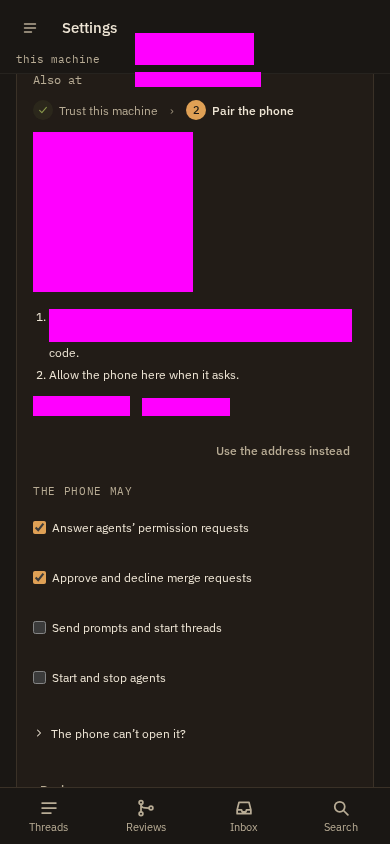 Settings
this machine
Also at
Trust this machine › 2 Pair the phone
1.
code.
2. Allow the phone here when it asks.
Use the address instead
THE PHONE MAY
Answer agents’ permission requests
Approve and decline merge requests
Send prompts and start threads
Start and stop agents
The phone can’t open it?
Threads Reviews Inbox Search